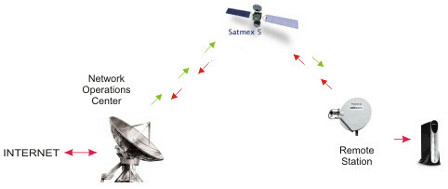 Satmex 5
Network
Operations
Center
INTERNET
Remote
Station